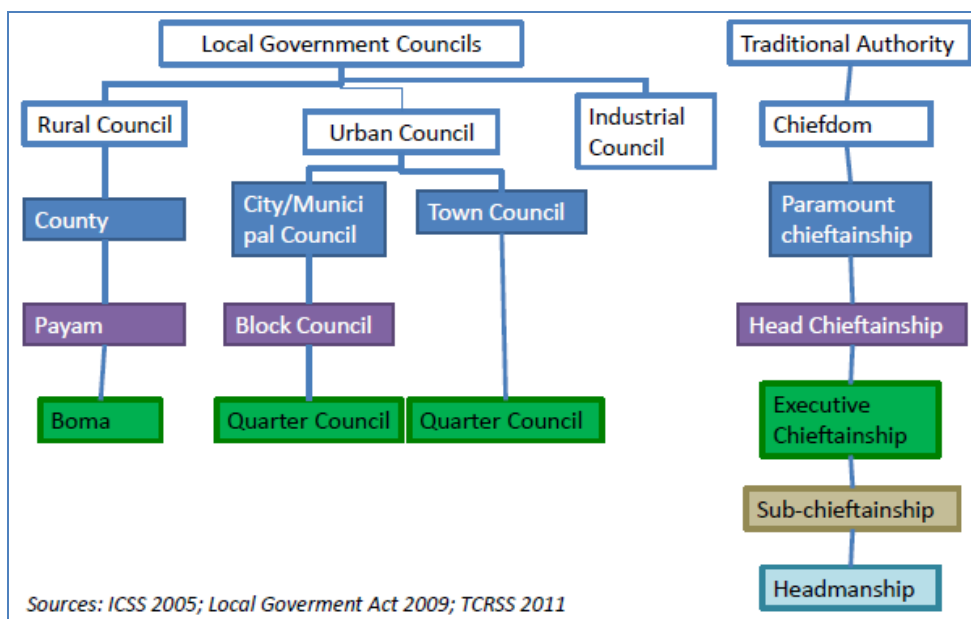 Local Government Councils
Traditional Authority
Rural Council
Urban Council
Industrial
Council
Chiefdom
County
City/Munici
pal Council
Town Council
Paramount
chieftainship
Payam
Block Council
Head Chieftainship
Boma
Quarter Council
Quarter Council
Executive
Chieftainship
Sub-chieftainship
Headmanship
Sources: ICSS 2005; Local Goverment Act 2009; TCRSS 2011